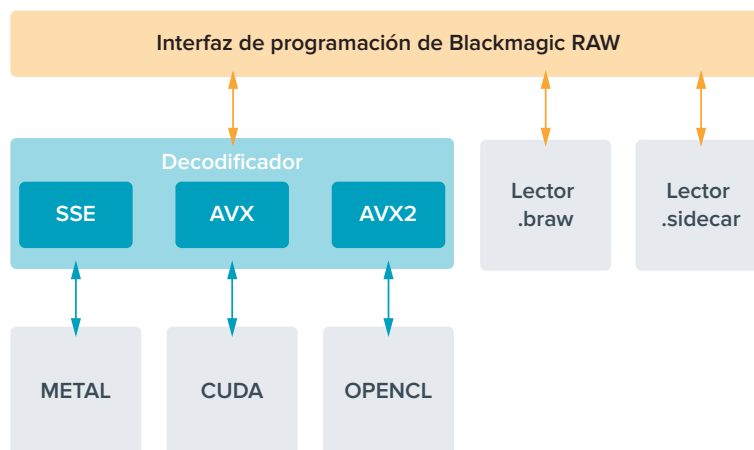 Interfaz de programación de Blackmagic RAW
Decodificador
SSE
AVX
AVX2
Lector
.braw
Lector
.sidecar
METAL
CUDA
OPENCL